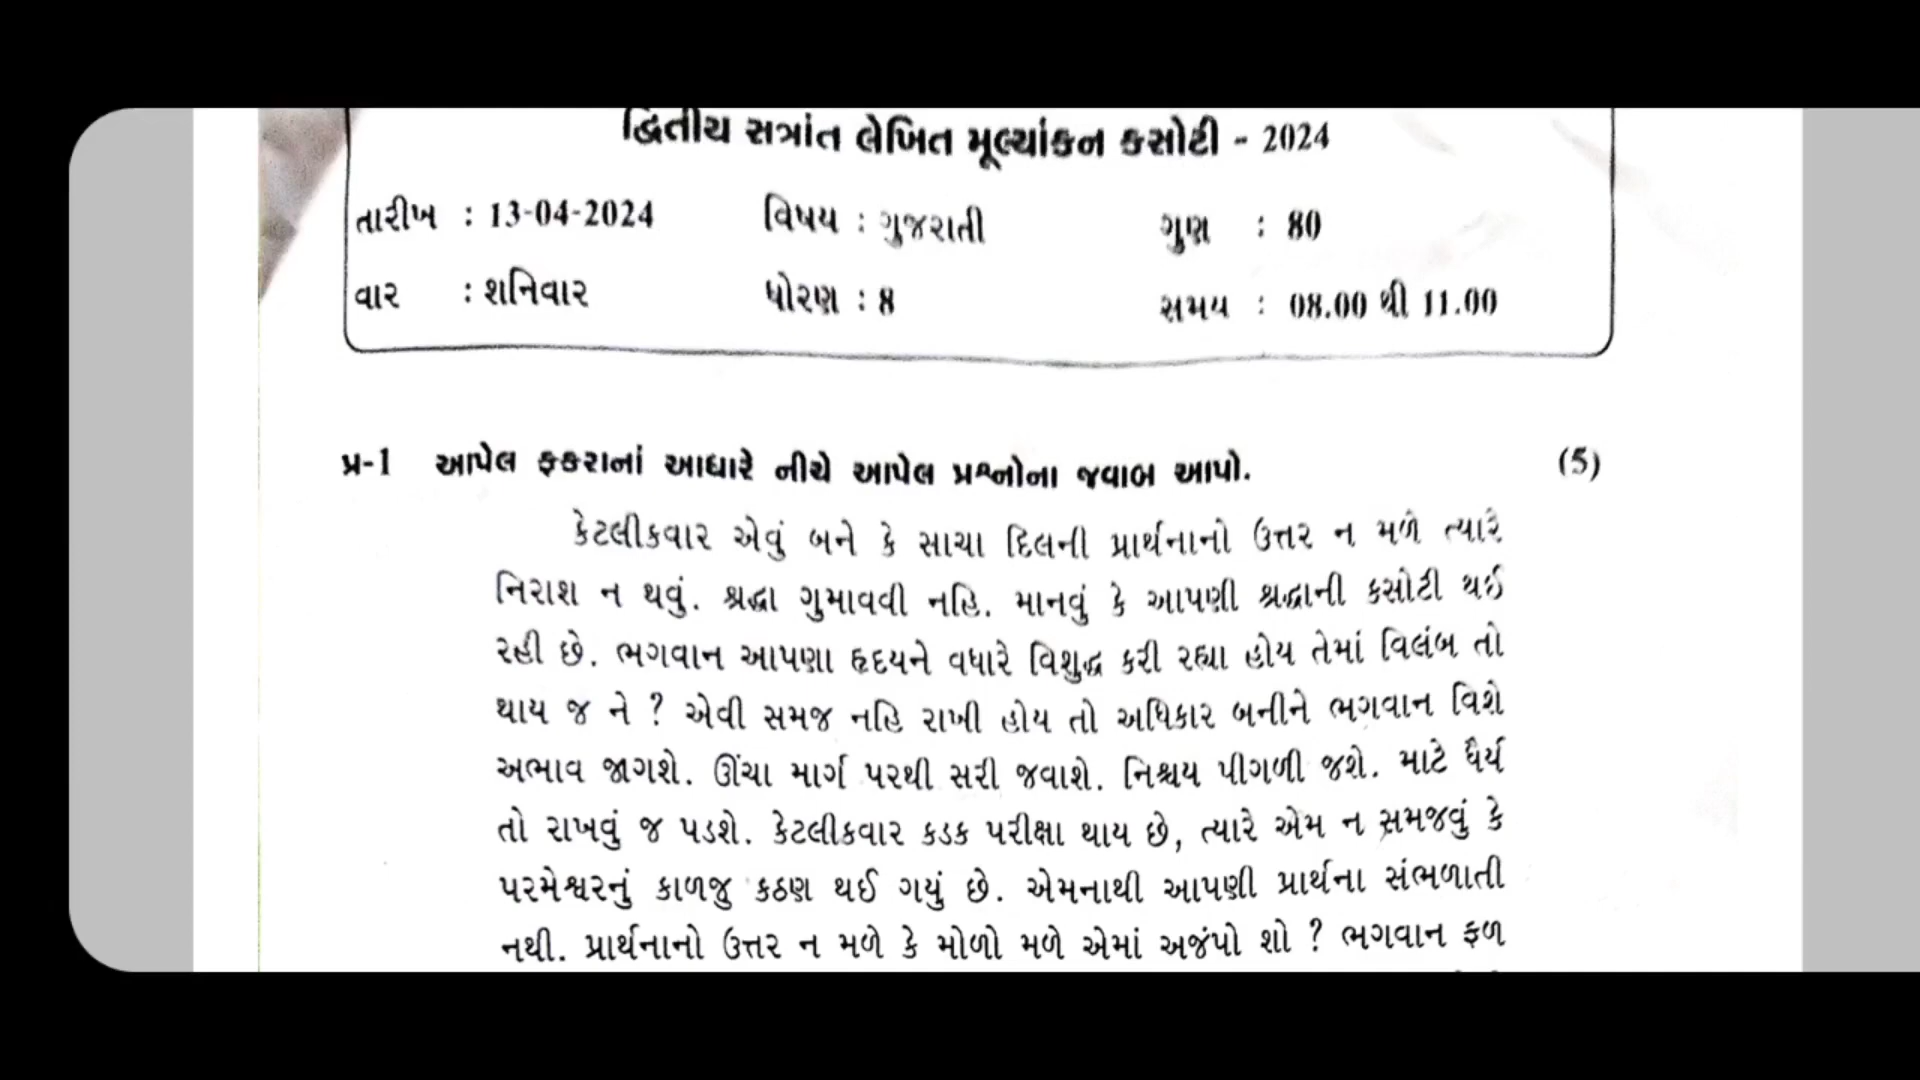 દ્વિતીય સત્રાંત લેખિત મૂલ્યાંકન કસોટી - 2024
તારીખ : 13-04-2024 વિષય : ગુજરાતી ગુણ : 80
વાર : શનિવાર ધોરણ : 8 સમય : 08.00 થી 11.00
પ્ર-1 આપેલ ફકરાનાં આધારે નીચે આપેલ પ્રશ્નોના જવાબ આપો. (5)
કેટલીકવાર એવું બને કે સાચા દિલની પ્રાર્થનાનો ઉત્તર ન મળે ત્યારે
નિરાશ ન થવું. શ્રદ્ધા ગુમાવવી નહિ. માનવું કે આપણી શ્રદ્ધાની કસોટી થઈ
રહી છે. ભગવાન આપણા હૃદયને વધારે વિશુદ્ધ કરી રહ્યા હોય તેમાં વિલંબ તો
થાય જ ને ? એવી સમજ નહિ રાખી હોય તો અધિકાર બનીને ભગવાન વિશે
અભાવ જાગશે. ઊંચા માર્ગ પરથી સરી જવાશે. નિશ્ચય પીગળી જશે. માટે ધૈર્ય
તો રાખવું જ પડશે. કેટલીકવાર કડક પરીક્ષા થાય છે, ત્યારે એમ ન સમજવું કે
પરમેશ્વરનું કાળજુ કઠણ થઈ ગયું છે. એમનાથી આપણી પ્રાર્થના સંભળાતી
નથી. પ્રાર્થનાનો ઉત્તર ન મળે કે મોળો મળે એમાં અજંપો શો ? ભગવાન ફળ